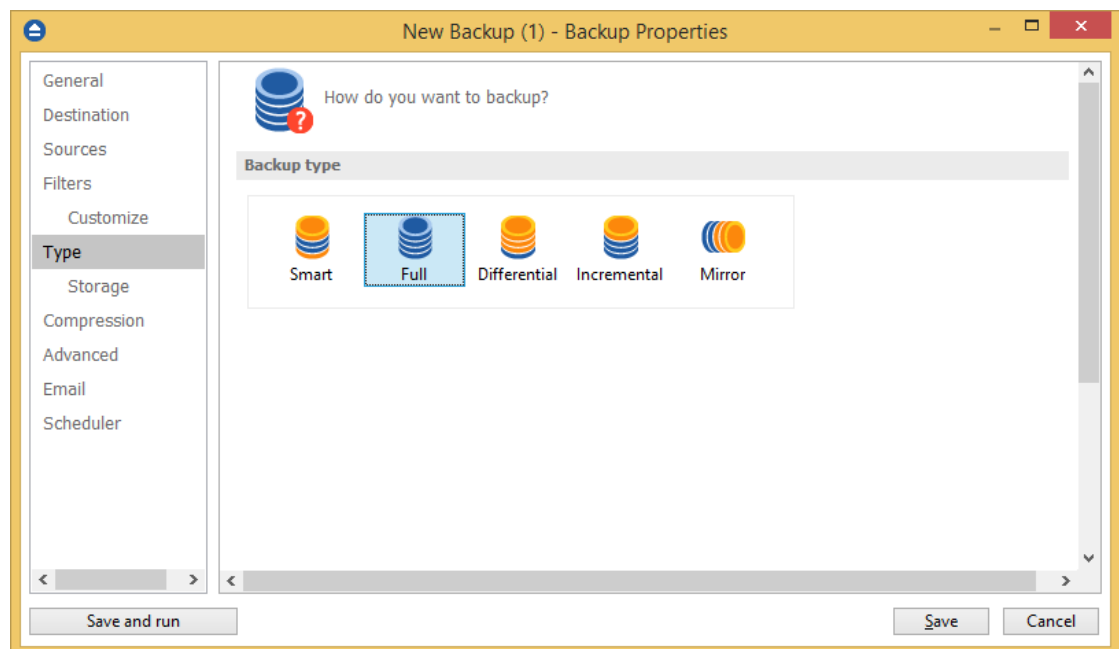 New Backup (1) - Backup Properties
General
Destination
Sources
Filters
Customize
Type
Storage
Compression
Advanced
Email
Scheduler
How do you want to backup?
Backup type
Smart Full Differential Incremental Mirror
Save and run Save Cancel